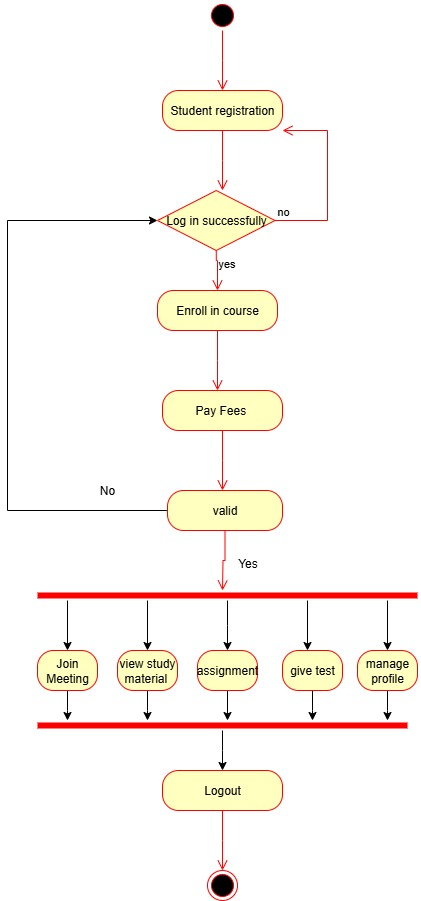 Student registration
Log in successfully
no
yes
Enroll in course
Pay Fees
No
valid
Yes
Join
Meeting
view study
material
assignment
give test
manage
profile
Logout